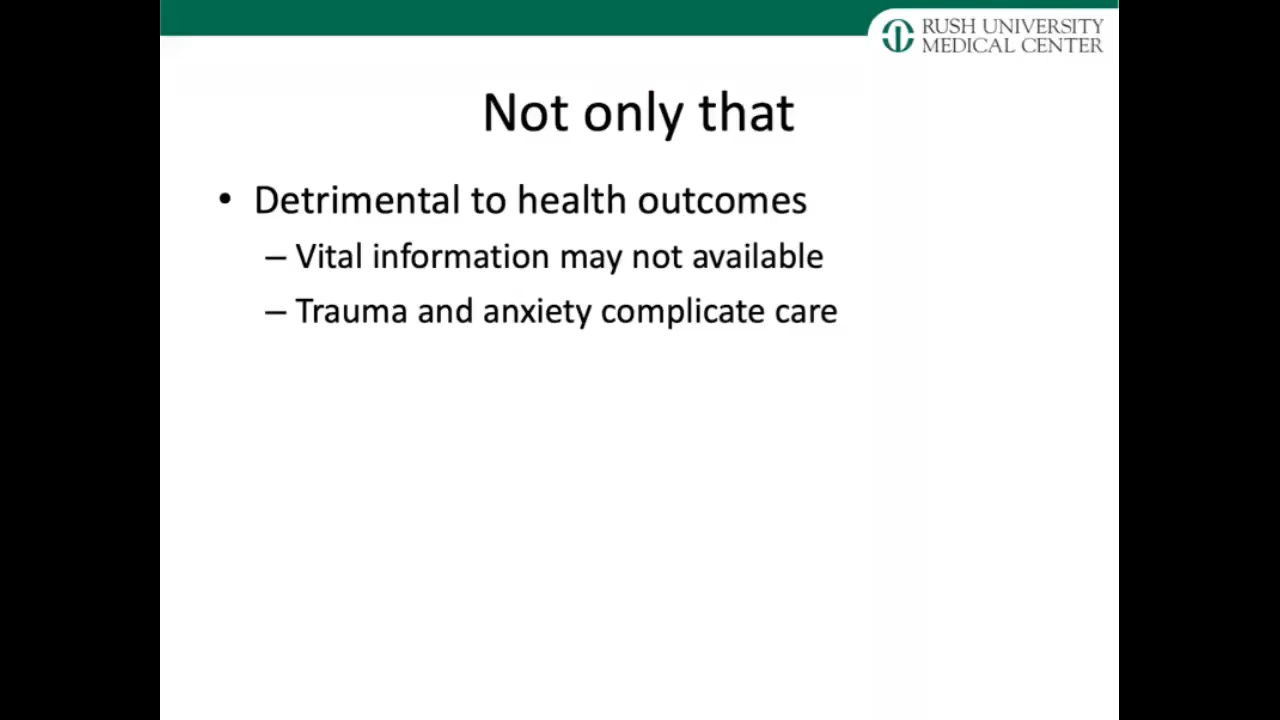 RUSH UNIVERSITY
MEDICAL CENTER
Not only that
• Detrimental to health outcomes
– Vital information may not available
– Trauma and anxiety complicate care